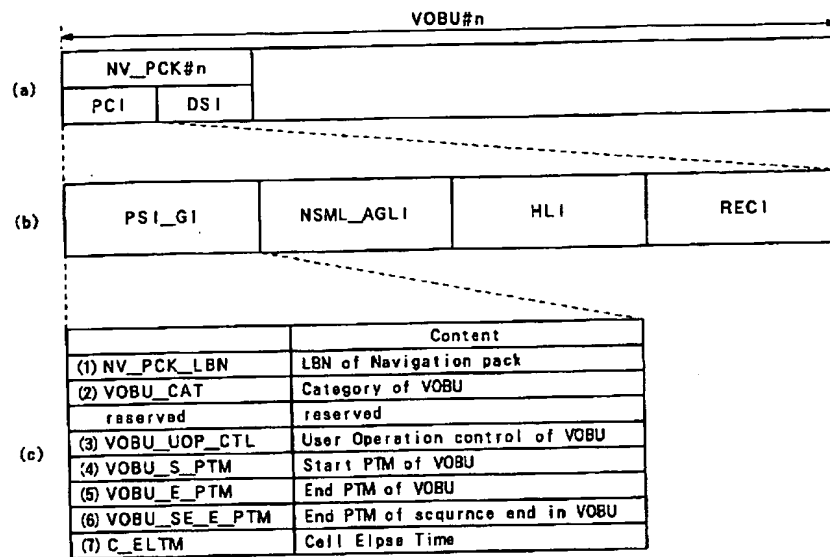 VOBU#n
(a)
NV_PCK#n
PCI DSI
(b)
PSI_GI NSML_AGLI HLI RECI
(c)
Content
(1) NV_PCK_LBN LBN of Navigation pack
(2) VOBU_CAT Category of VOBU
reserved reserved
(3) VOBU_UOP_CTL User Operation control of VOBU
(4) VOBU_S_PTM Start PTM of VOBU
(5) VOBU_E_PTM End PTM of VOBU
(6) VOBU_SE_E_PTM End PTM of scqurnce end in VOBU
(7) C_ELTM Cell Elpse Time